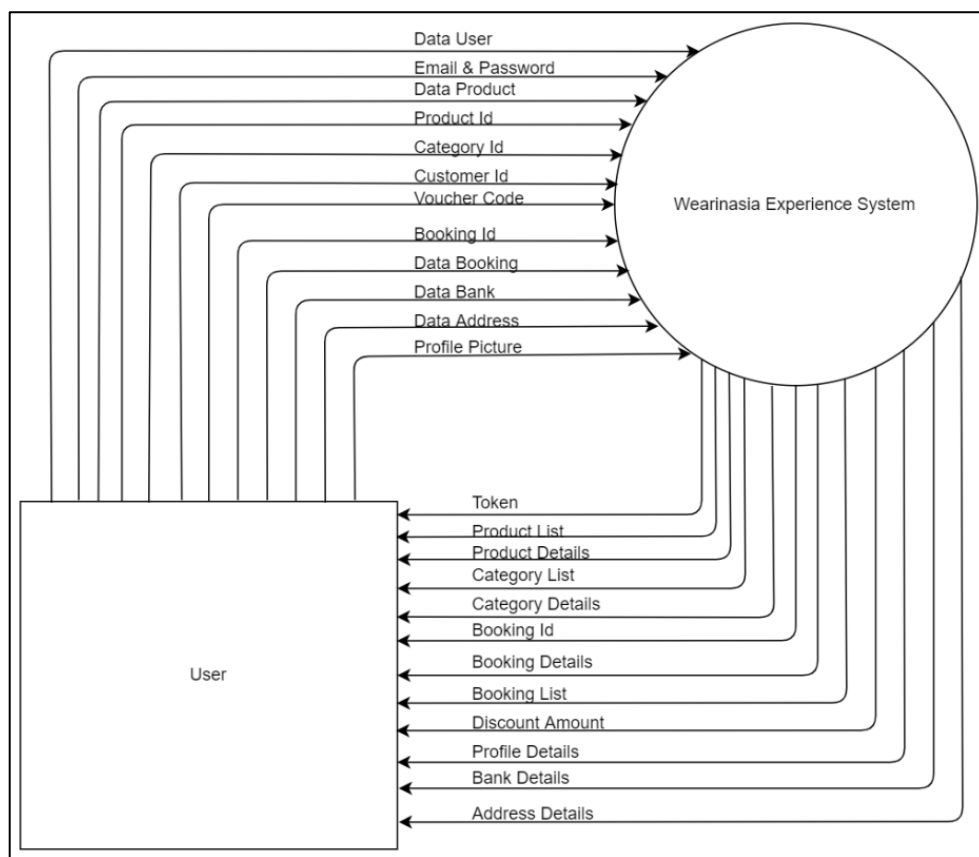 Data User
Email & Password
Data Product
Product Id
Category Id
Customer Id
Voucher Code
Wearinasia Experience System
Booking Id
Data Booking
Data Bank
Data Address
Profile Picture
Token
Product List
Product Details
Category List
Category Details
Booking Id
Booking Details
User
Booking List
Discount Amount
Profile Details
Bank Details
Address Details